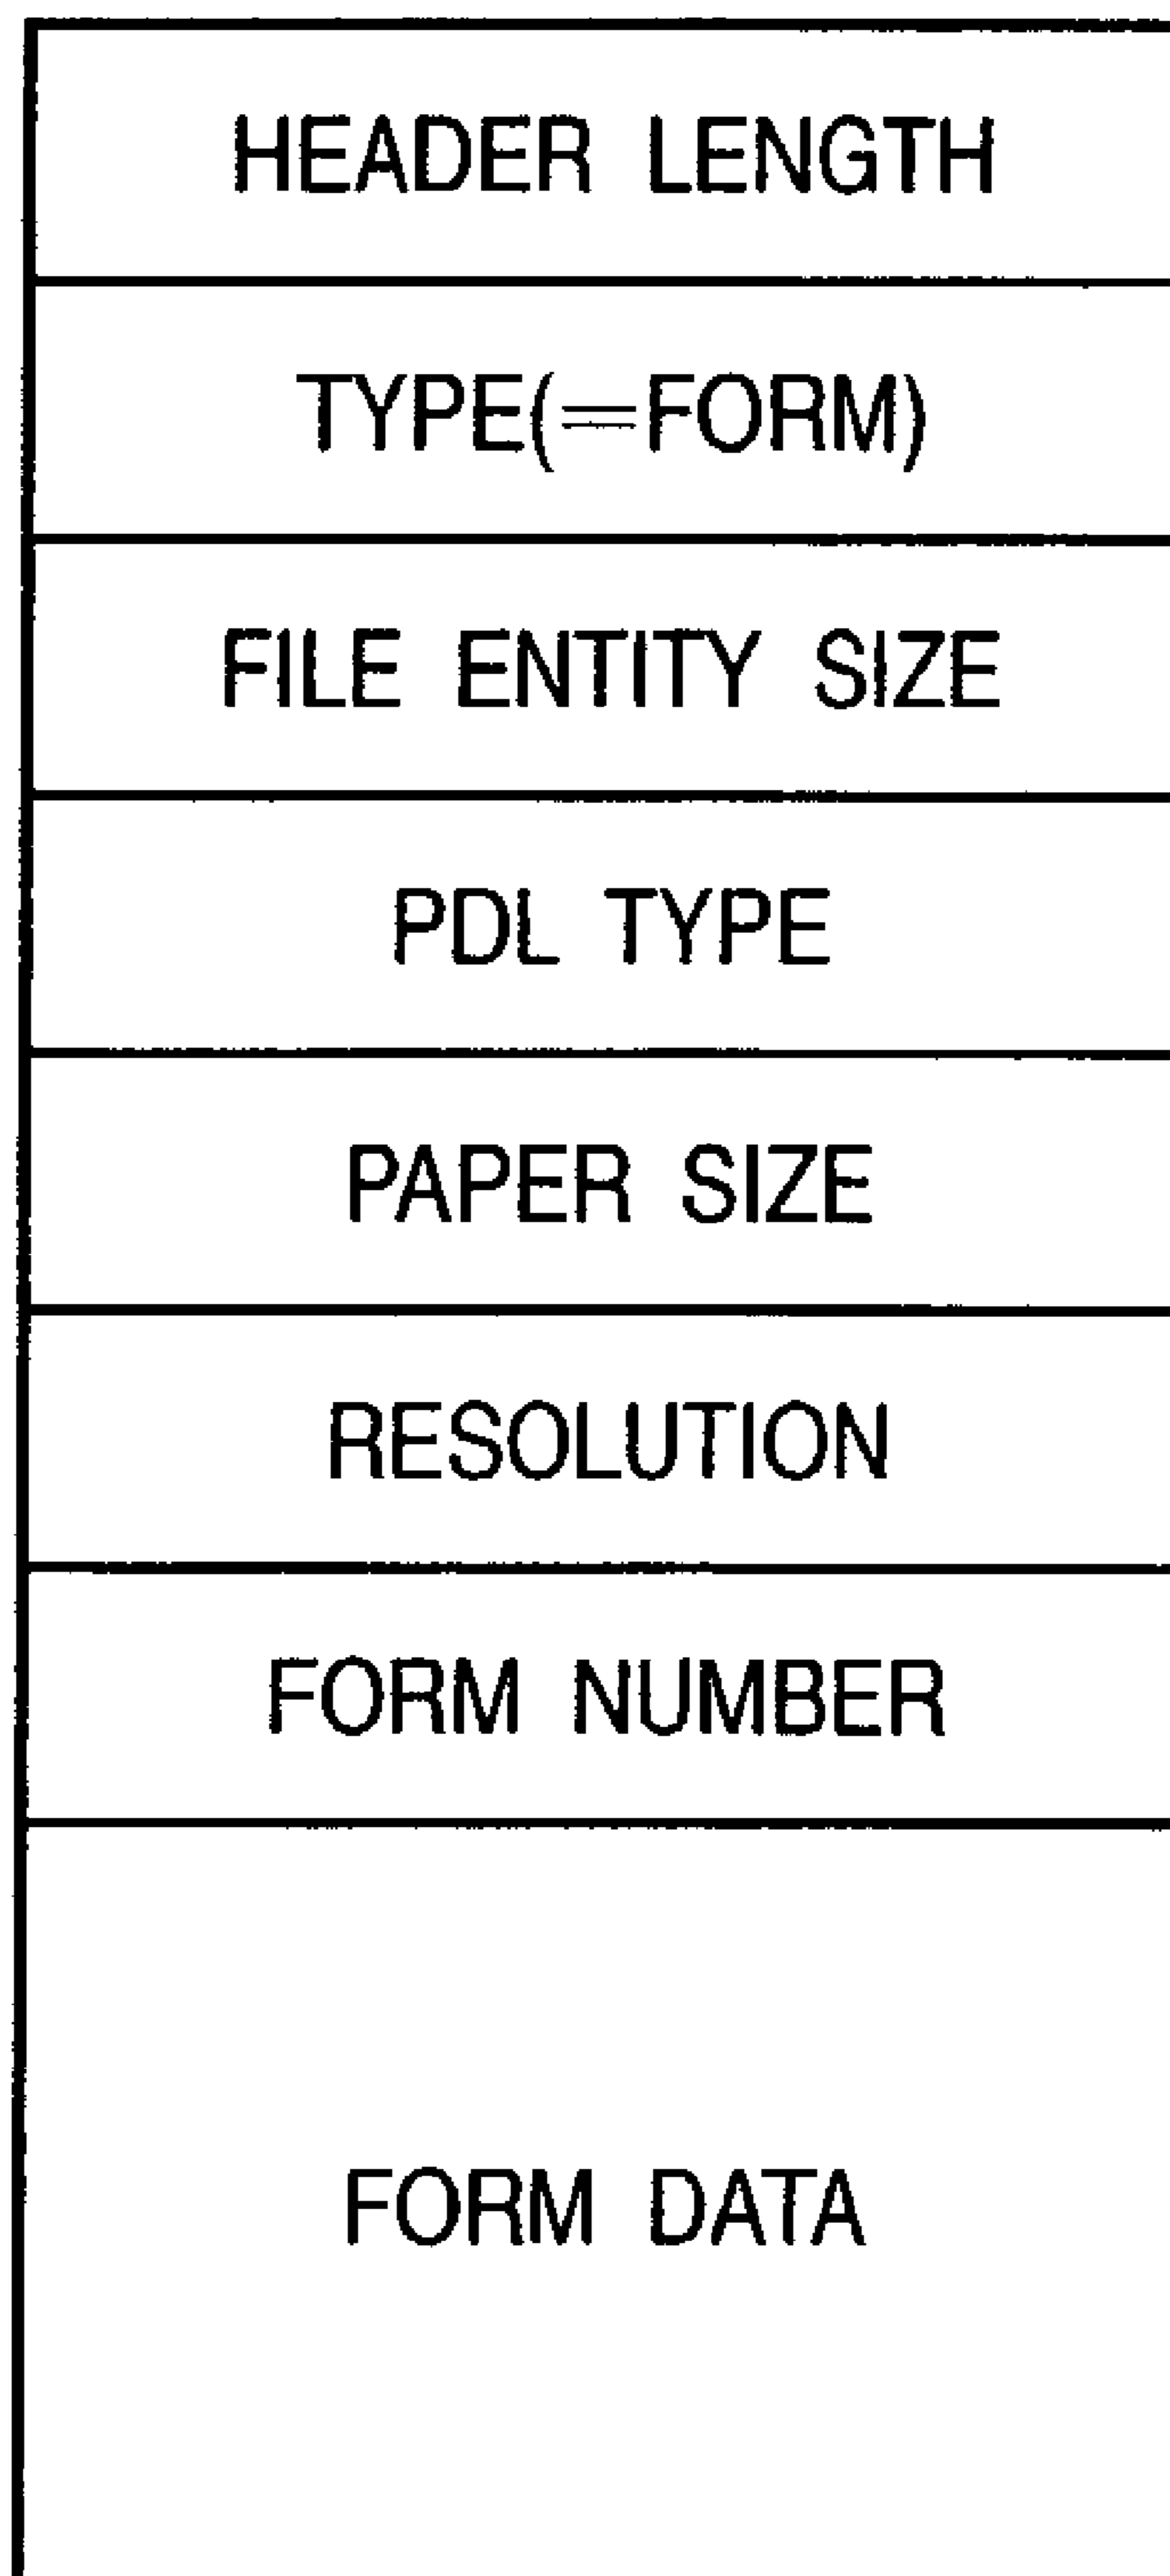 HEADER LENGTH
TYPE(=FORM)
FILE ENTITY SIZE
PDL TYPE
PAPER SIZE
RESOLUTION
FORM NUMBER
FORM DATA